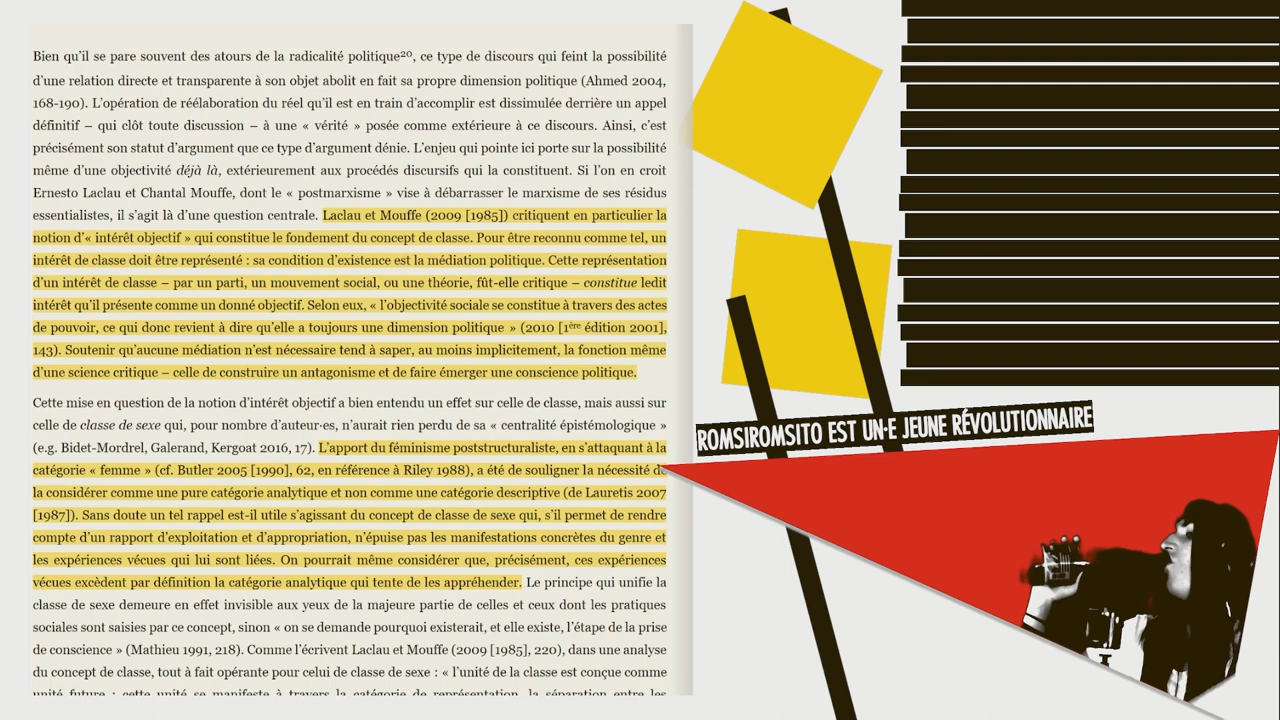 Bien qu'il se pare souvent des atours de la radicalité politique²⁰, ce type de discours qui feint la possibilité
d'une relation directe et transparente à son objet abolit en fait sa propre dimension politique (Ahmed 2004,
168-190). L'opération de réélaboration du réel qu'il est en train d'accomplir est dissimulée derrière un appel
définitif – qui clôt toute discussion – à une « vérité » posée comme extérieure à ce discours. Ainsi, c'est
précisément son statut d'argument que ce type d'argument dénie. L'enjeu qui pointe ici porte sur la possibilité
même d'une objectivité déjà là, extérieurement aux procédés discursifs qui la constituent. Si l'on en croit
Ernesto Laclau et Chantal Mouffe, dont le « postmarxisme » vise à débarrasser le marxisme de ses résidus
essentialistes, il s'agit là d'une question centrale. Laclau et Mouffe (2009 [1985]) critiquent en particulier la
notion d'« intérêt objectif » qui constitue le fondement du concept de classe. Pour être reconnu comme tel, un
intérêt de classe doit être représenté : sa condition d'existence est la médiation politique. Cette représentation
d'un intérêt de classe – par un parti, un mouvement social, ou une théorie, fût-elle critique – constitue ledit
intérêt qu'il présente comme un donné objectif. Selon eux, « l'objectivité sociale se constitue à travers des actes
de pouvoir, ce qui donc revient à dire qu'elle a toujours une dimension politique » (2010 [1ère édition 2001],
143). Soutenir qu'aucune médiation n'est nécessaire tend à saper, au moins implicitement, la fonction même
d'une science critique – celle de construire un antagonisme et de faire émerger une conscience politique.
Cette mise en question de la notion d'intérêt objectif a bien entendu un effet sur celle de classe, mais aussi sur
celle de classe de sexe qui, pour nombre d'auteur·es, n'aurait rien perdu de sa « centralité épistémologique »
(e.g. Bidet-Mordrel, Galerand, Kergoat 2016, 17). L'apport du féminisme poststructuraliste, en s'attaquant à la
catégorie « femme » (cf. Butler 2005 [1990], 62, en référence à Riley 1988), a été de souligner la nécessité de
la considérer comme une pure catégorie analytique et non comme une catégorie descriptive (de Lauretis 2007
[1987]). Sans doute un tel rappel est-il utile s'agissant du concept de classe de sexe qui, s'il permet de rendre
compte d'un rapport d'exploitation et d'appropriation, n'épuise pas les manifestations concrètes du genre et
les expériences vécues qui lui sont liées. On pourrait même considérer que, précisément, ces expériences
vécues excèdent par définition la catégorie analytique qui tente de les appréhender. Le principe qui unifie la
classe de sexe demeure en effet invisible aux yeux de la majeure partie de celles et ceux dont les pratiques
sociales sont saisies par ce concept, sinon « on se demande pourquoi existerait, et elle existe, l'étape de la prise
de conscience » (Mathieu 1991, 218). Comme l'écrivent Laclau et Mouffe (2009 [1985], 220), dans une analyse
du concept de classe, tout à fait opérante pour celui de classe de sexe : « l'unité de la classe est conçue comme
unité future ; cette unité se manifeste à travers la catégorie de représentation, la séparation entre les
ROMSIROMSITO EST UN·E JEUNE RÉVOLUTIONNAIRE